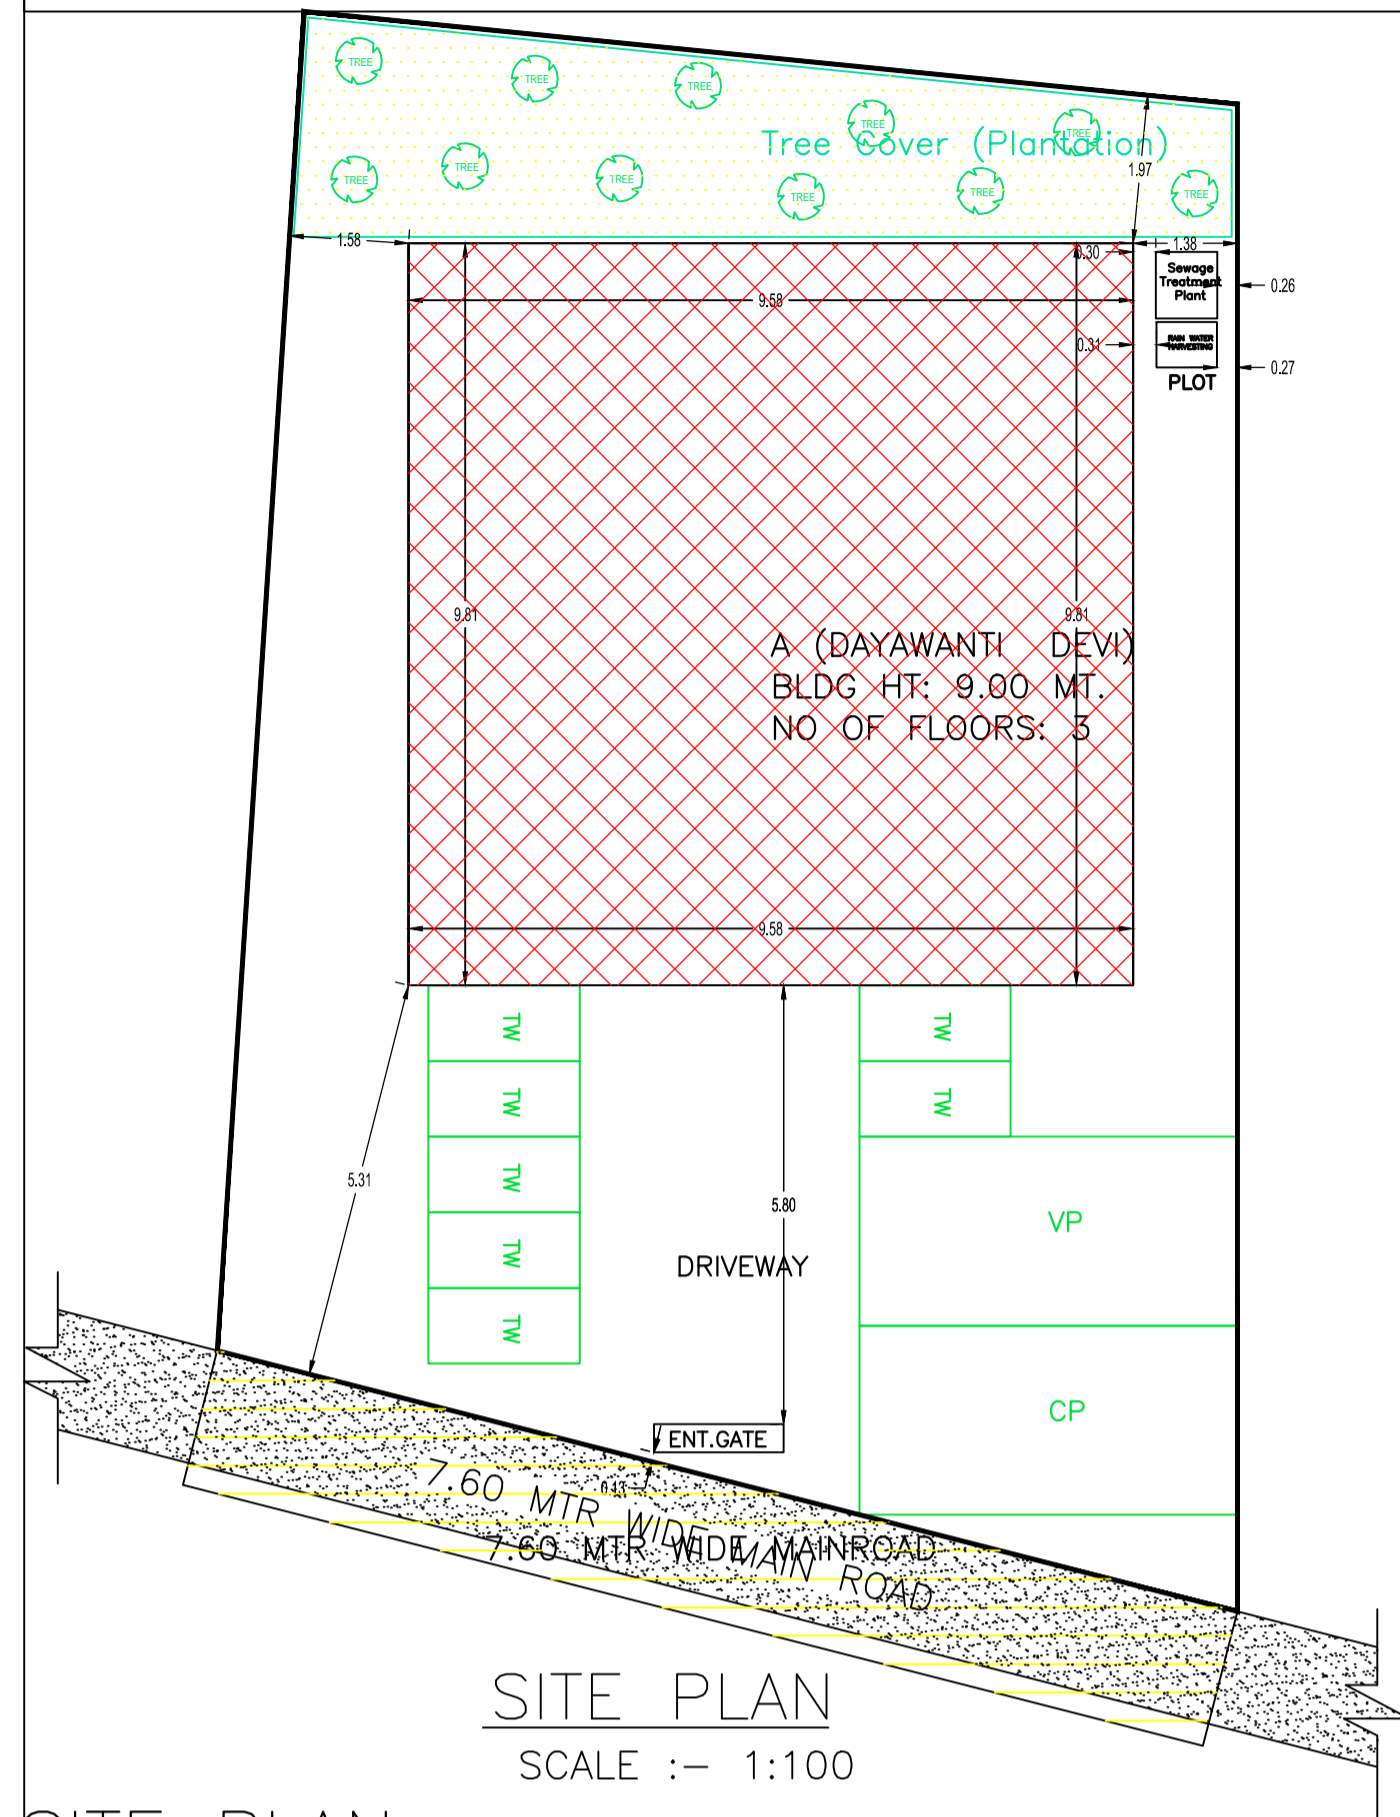 TREE
TREE
TREE
TREE
TREE
Tree Cover (Plantation)
1.97
TREE
TREE
TREE
TREE
TREE
TREE
1.58
0.30
1.38
Sewage
Treatment
Plant
0.26
9.58
0.31
RAIN WATER
HARVESTING
0.27
PLOT
9.81
9.81
A (DAYAWANTI DEVI)
BLDG HT: 9.00 MT.
NO OF FLOORS: 3
9.58
TW
TW
TW
TW
TW
TW
TW
5.31
5.80
VP
DRIVEWAY
CP
ENT.GATE
0.13
7.60 MTR WIDE MAIN ROAD
7.60 MTR WIDE MAINROAD
SITE PLAN
SCALE :- 1:100
SITE PLAN